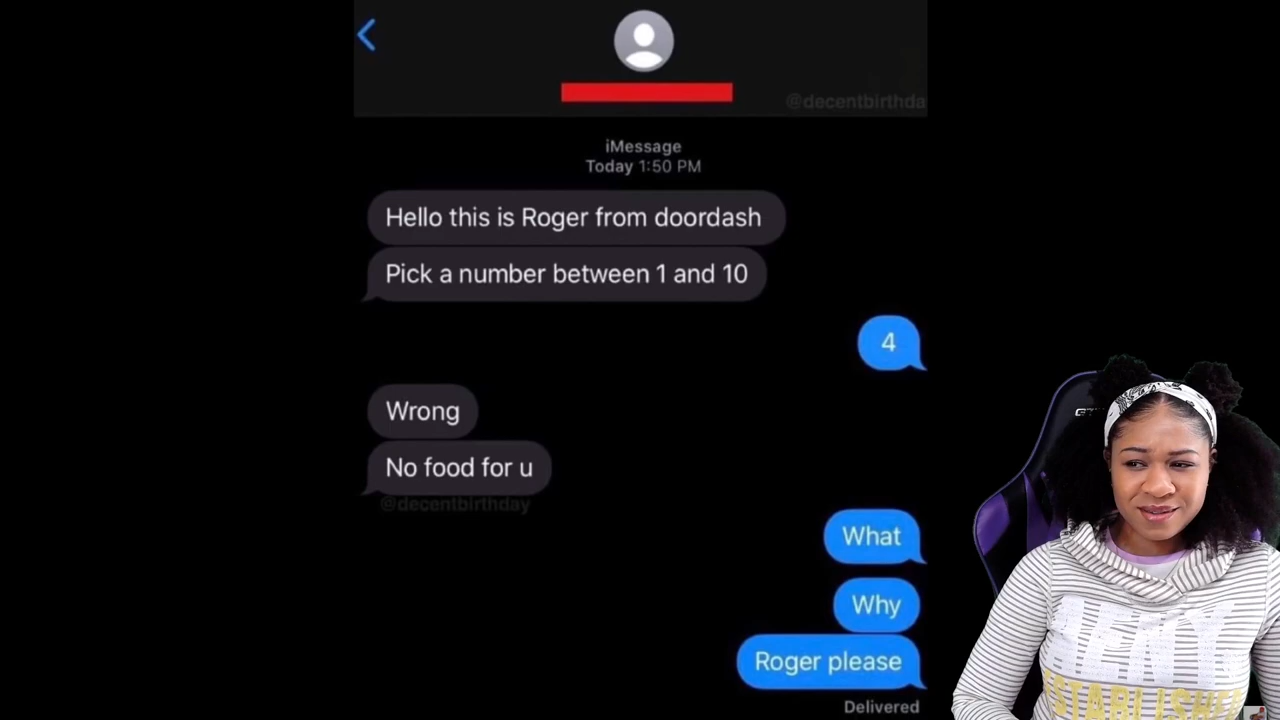 @decentbirthda
iMessage
Today 1:50 PM
Hello this is Roger from doordash
Pick a number between 1 and 10
4
Wrong
No food for u
@decentbirthday
What
Why
Roger please
Delivered
ESTABLISHED